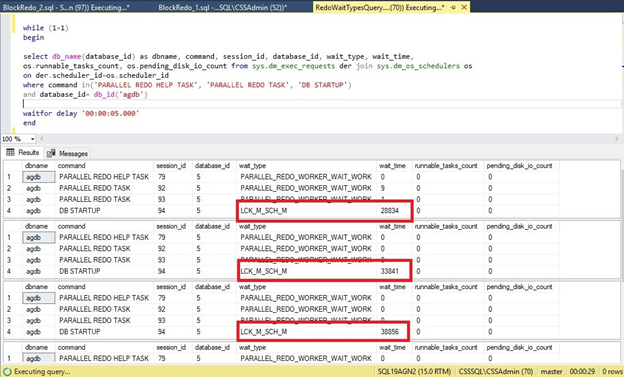 BlockRedo_2.sql - S...n (97)) Executing...*
BlockRedo_1.sql -...SQL\CSSAdmin (52))*
RedoWaitTypesQuery....(70)) Executing...*
while (1=1)
begin
select db_name(database_id) as dbname, command, session_id, database_id, wait_type, wait_time,
os.runnable_tasks_count, os.pending_disk_io_count from sys.dm_exec_requests der join sys.dm_os_schedulers os
on der.scheduler_id=os.scheduler_id
where command in('PARALLEL REDO HELP TASK', 'PARALLEL REDO TASK', 'DB STARTUP')
and database_id= db_id('agdb')
waitfor delay '00:00:05.000'
end
100 %
Results Messages
dbname command session_id database_id wait_type wait_time runnable_tasks_count pending_disk_io_count
1 agdb PARALLEL REDO HELP TASK 79 5 PARALLEL_REDO_WORKER_WAIT_WORK 0 0 0
2 agdb PARALLEL REDO TASK 92 5 PARALLEL_REDO_WORKER_WAIT_WORK 9 0 0
3 agdb PARALLEL REDO TASK 93 5 PARALLEL_REDO_WORKER_WAIT_WORK 1 0 0
4 agdb DB STARTUP 94 5 LCK_M_SCH_M 28834 0 0
dbname command session_id database_id wait_type wait_time runnable_tasks_count pending_disk_io_count
1 agdb PARALLEL REDO HELP TASK 79 5 PARALLEL_REDO_WORKER_WAIT_WORK 0 0 0
2 agdb PARALLEL REDO TASK 92 5 PARALLEL_REDO_WORKER_WAIT_WORK 0 0 0
3 agdb PARALLEL REDO TASK 93 5 PARALLEL_REDO_WORKER_WAIT_WORK 0 0
4 agdb DB STARTUP 94 5 LCK_M_SCH_M 33841 0 0
dbname command session_id database_id wait_type wait_time runnable_tasks_count pending_disk_io_count
1 agdb PARALLEL REDO HELP TASK 79 5 PARALLEL_REDO_WORKER_WAIT_WORK 0 0 0
2 agdb PARALLEL REDO TASK 92 5 PARALLEL_REDO_WORKER_WAIT_WORK 0 0 0
3 agdb PARALLEL REDO TASK 93 5 PARALLEL_REDO_WORKER_WAIT_WORK 0 0
4 agdb DB STARTUP 94 5 LCK_M_SCH_M 38856 0 0
dbname command session_id database_id wait_type wait_time runnable_tasks_count pending_disk_io_count
1 agdb PARALLEL REDO HELP TASK 79 5 PARALLEL_REDO_WORKER_WAIT_WORK 0 0 0
Executing query... SQL19AGN2 (15.0 RTM) CSSSQL\CSSAdmin (70) master 00:00:29 0 rows